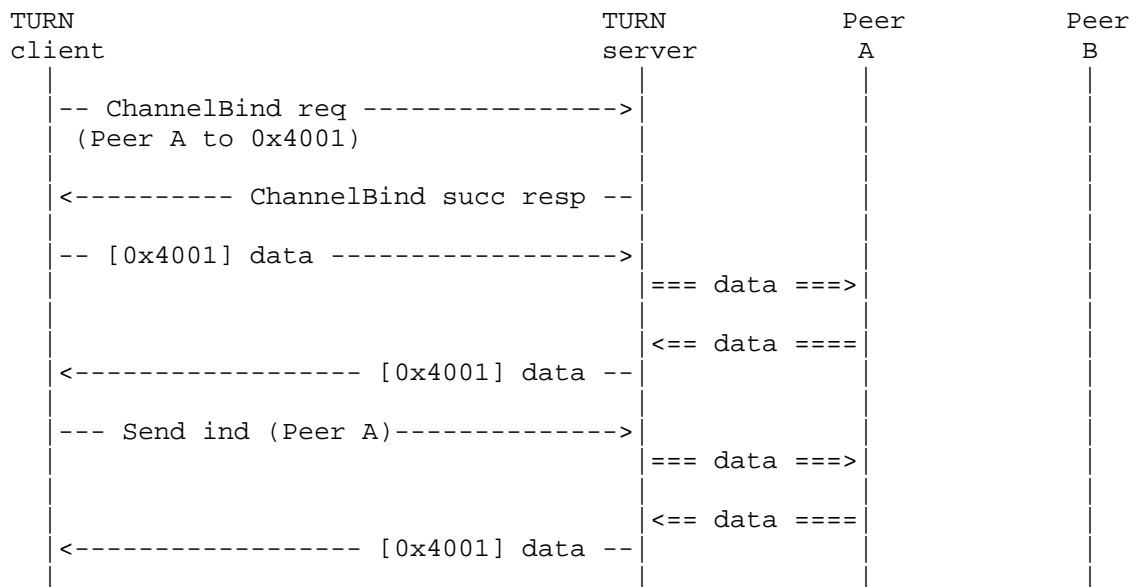 TURN TURN Peer Peer
client server A B
|-- ChannelBind req ---------------->|
(Peer A to 0x4001)
|<---------- ChannelBind succ resp --|
|-- [0x4001] data ------------------>|
|=== data ===>|
|<== data ====|
|<------------------ [0x4001] data --|
|--- Send ind (Peer A)-------------->|
|=== data ===>|
|<== data ====|
|<------------------ [0x4001] data --|